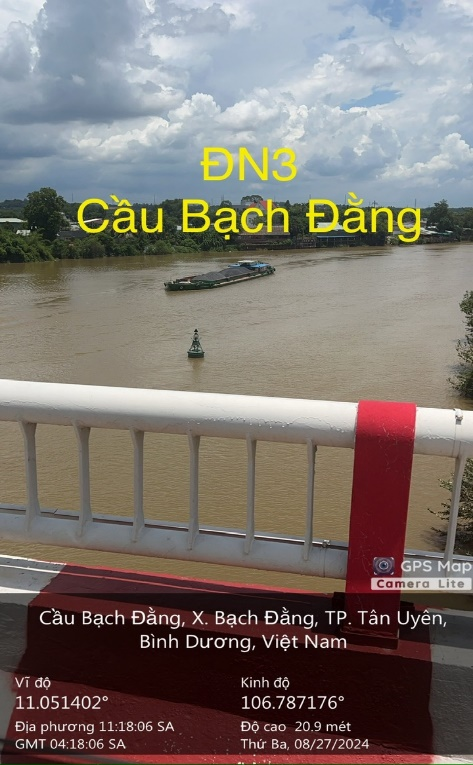 ĐN3
Cầu Bạch Đằng
GPS Map
Camera Lite
Cầu Bạch Đằng, X. Bạch Đằng, TP. Tân Uyên,
Bình Dương, Việt Nam
Vĩ độ
11.051402°
Địa phương 11:18:06 SA
GMT 04:18:06 SA
Kinh độ
106.787176°
Độ cao 20.9 mét
Thứ Ba, 08/27/2024